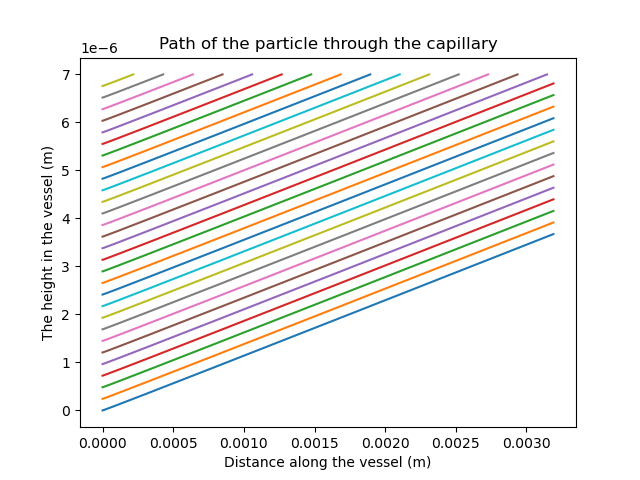 Path of the particle through the capillary
1e−6
7
6
5
4
3
2
1
0
The height in the vessel (m)
0.0000 0.0005 0.0010 0.0015 0.0020 0.0025 0.0030
Distance along the vessel (m)